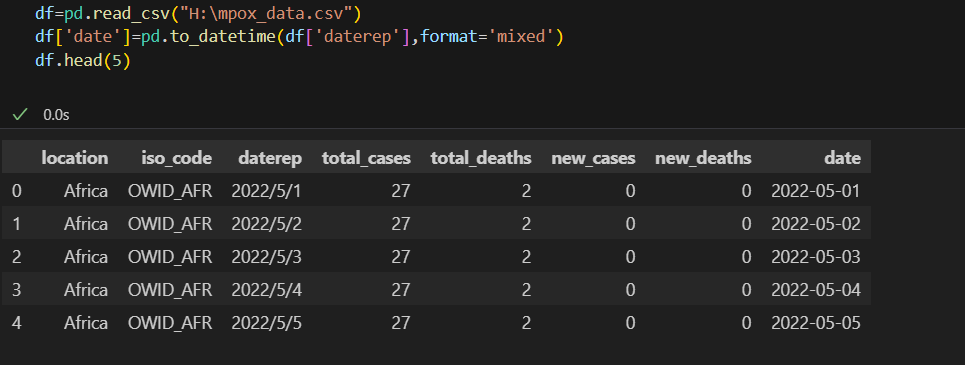 df=pd.read_csv("H:\mpox_data.csv")
df['date']=pd.to_datetime(df['daterep'],format='mixed')
df.head(5)
0.0s
location iso_code daterep total_cases total_deaths new_cases new_deaths date
0 Africa OWID_AFR 2022/5/1 27 2 0 0 2022-05-01
1 Africa OWID_AFR 2022/5/2 27 2 0 0 2022-05-02
2 Africa OWID_AFR 2022/5/3 27 2 0 0 2022-05-03
3 Africa OWID_AFR 2022/5/4 27 2 0 0 2022-05-04
4 Africa OWID_AFR 2022/5/5 27 2 0 0 2022-05-05